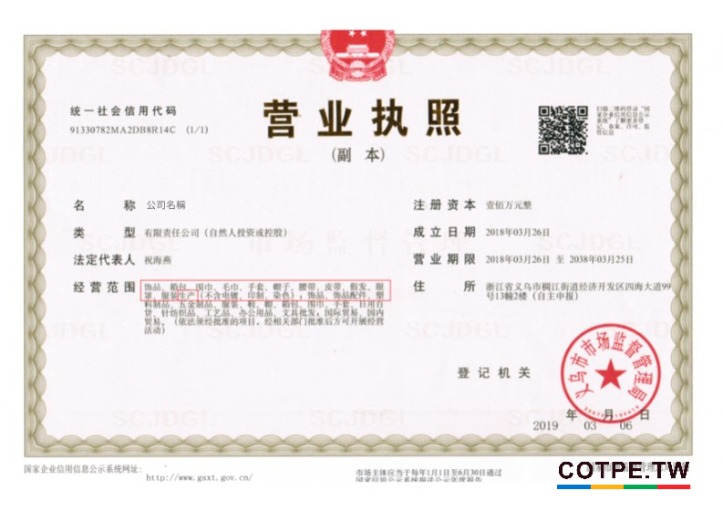 统一社会信用代码
91330782MA2DB8R14C (1/1)
营业执照
(副 本)
扫描二维码登录“国
家企业信用信息公示
系统”了解更多登
记、备案、许可、监
管信息
名 称 公司名稱
类 型 有限责任公司（自然人投资或控股）
法定代表人 祝海燕
经营范围 饰品、箱包、围巾、毛巾、手套、帽子、腰带、皮带、假发、眼
罩、服装生产（不含电镀、印制、染色）；饰品、饰品配件、
料制品、五金制品、服装、鞋、帽、箱包、围巾、手套、日用百
货、针纺织品、工艺品、办公用品、文具批发；国际贸易、国内
贸易。（依法须经批准的项目，经相关部门批准后方可开展经营
活动）
注册资本 壹佰万元整
成立日期 2018年03月26日
营业期限 2018年03月26日 至 2038年03月25日
住 所 浙江省义乌市稠江街道经济开发区四海大道99
号13幢2楼（自主申报）
登记机关
义乌市市场监督管理局
2019 年 03 月 06 日
国家企业信用信息公示系统网址：
http://www.gsxt.gov.cn/
市场主体应当于每年1月1日至6月30日通过
国家企业信用信息公示系统报送公示年度报告
COTPE.TW
SCJDGL
市场监督管理